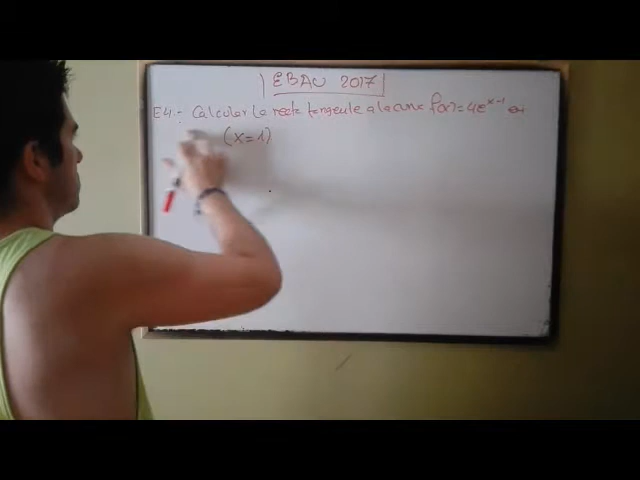 EBAU 2017
E4: Calcular la recta tangente a la curva f(x)=4e^x-1 en
(x=1)